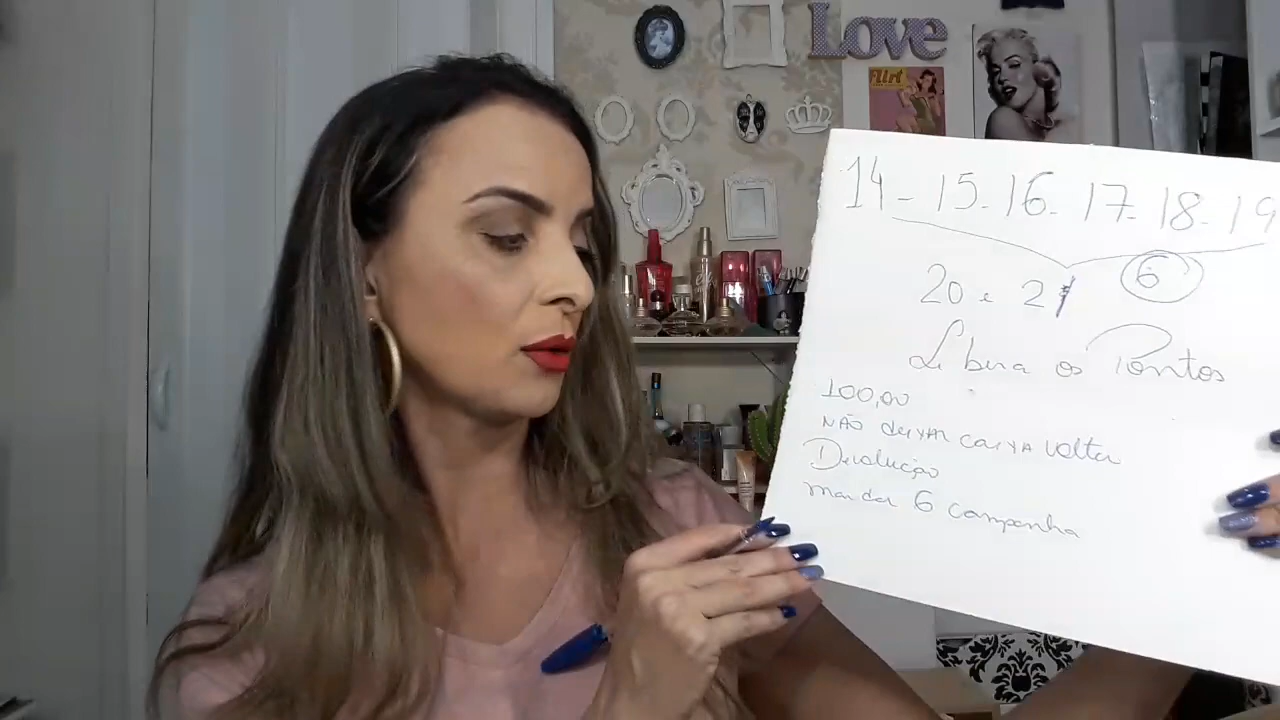 Love
Flirt
14 - 15 - 16 - 17 - 18 - 19
6
20 e 21
Libera os Pontos
100,00
NÃO deixar caixa voltar
Devolução
mandar 6 campanha